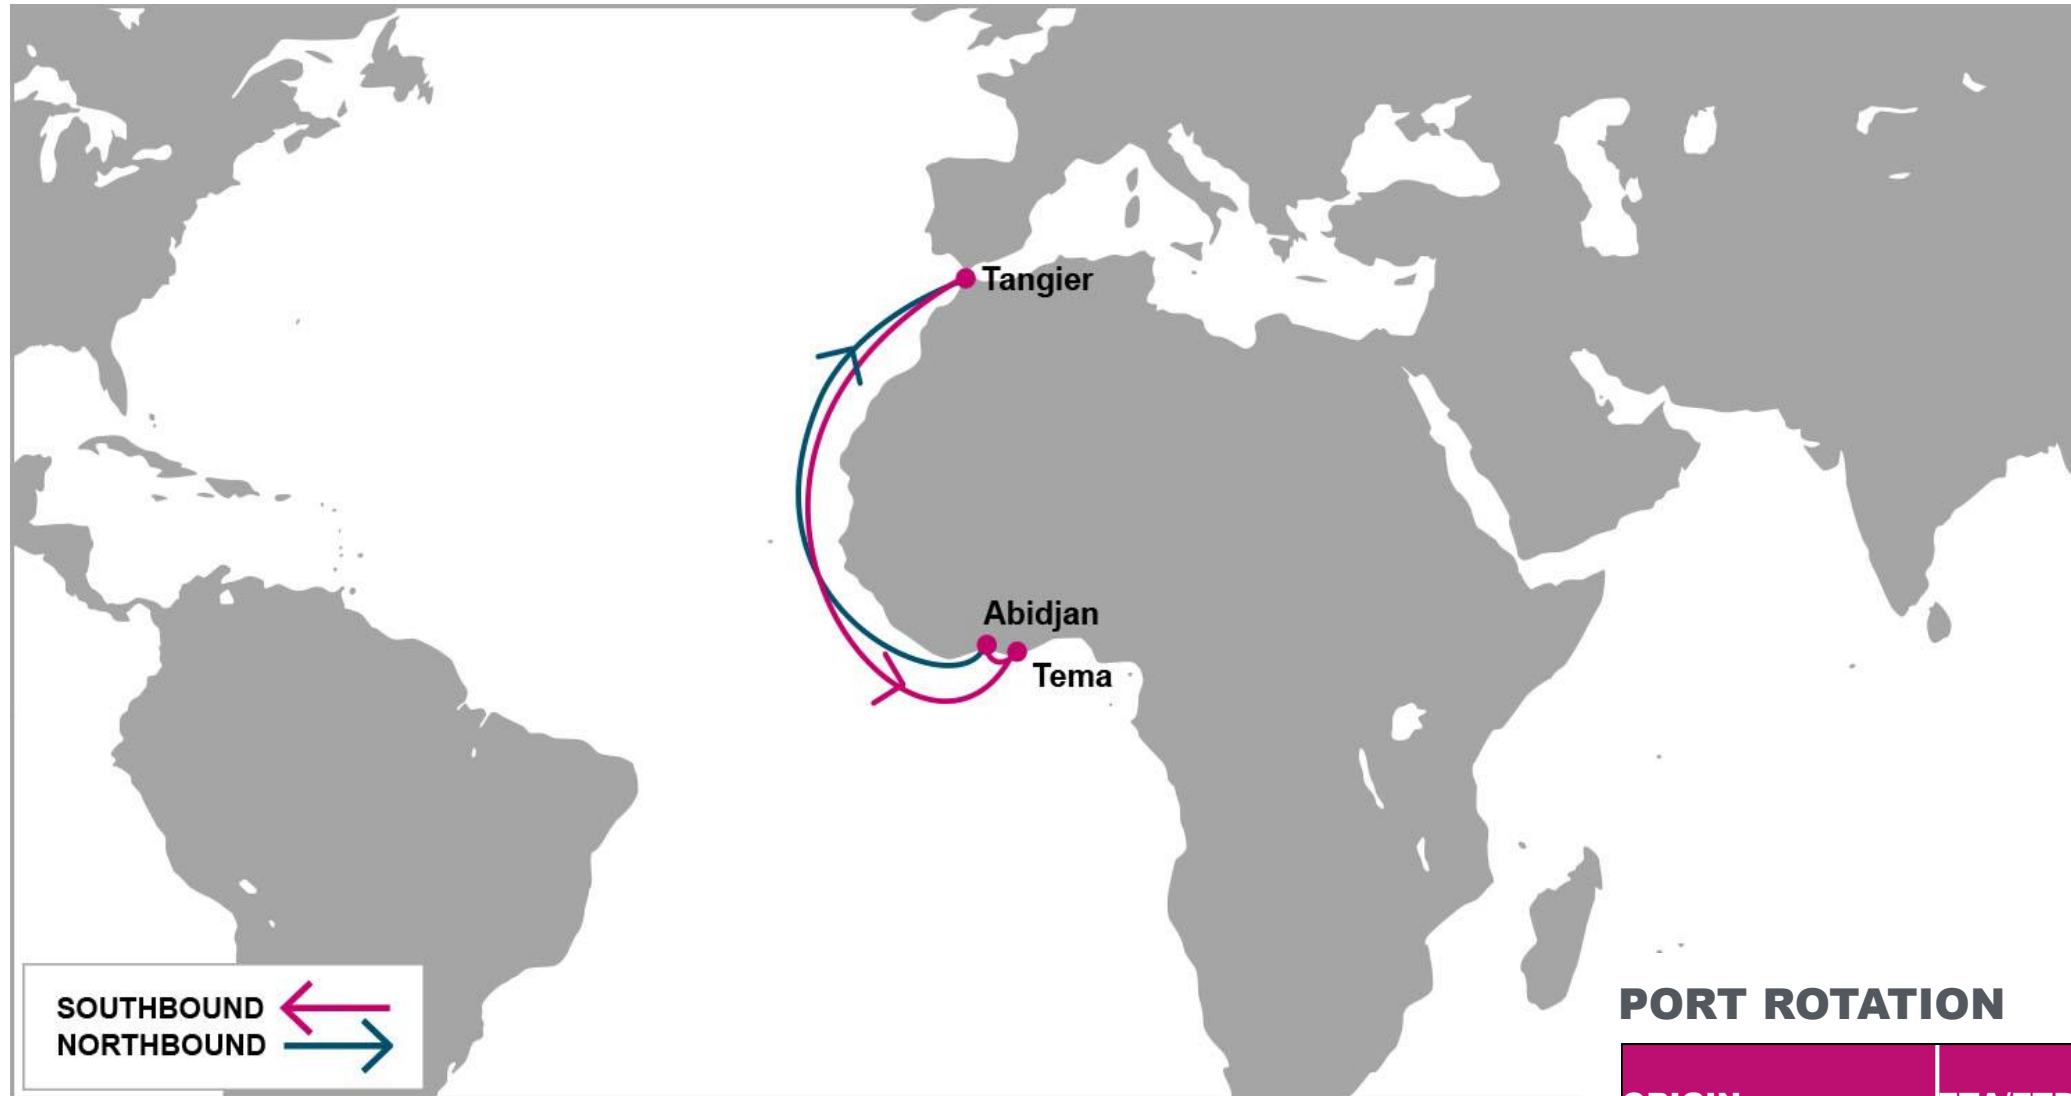 Tangier
Abidjan
Tema
SOUTHBOUND
NORTHBOUND
PORT ROTATION